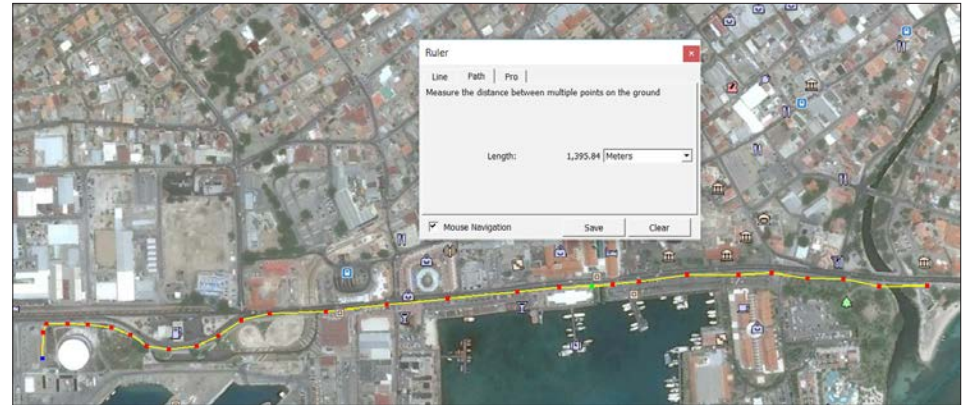 Ruler
Line Path Pro
Measure the distance between multiple points on the ground
Length: 1,395.84 Meters
Mouse Navigation Save Clear